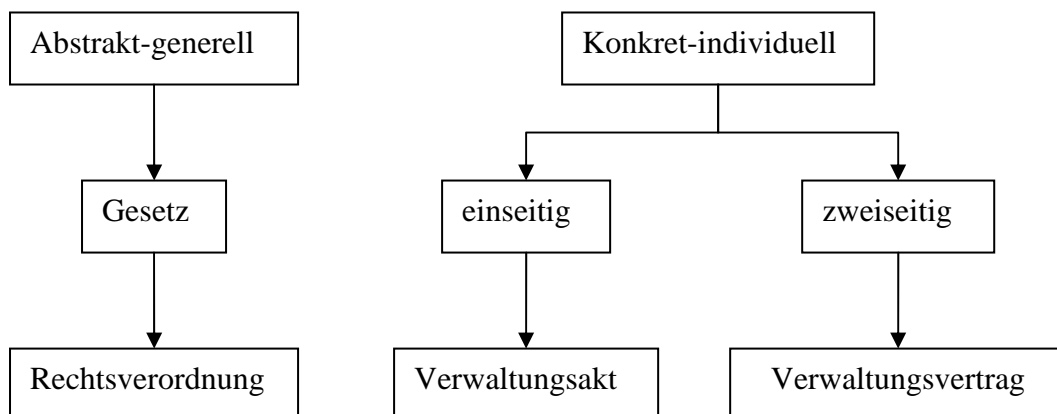 Abstrakt-generell
Konkret-individuell
Gesetz
einseitig
zweiseitig
Rechtsverordnung
Verwaltungsakt
Verwaltungsvertrag